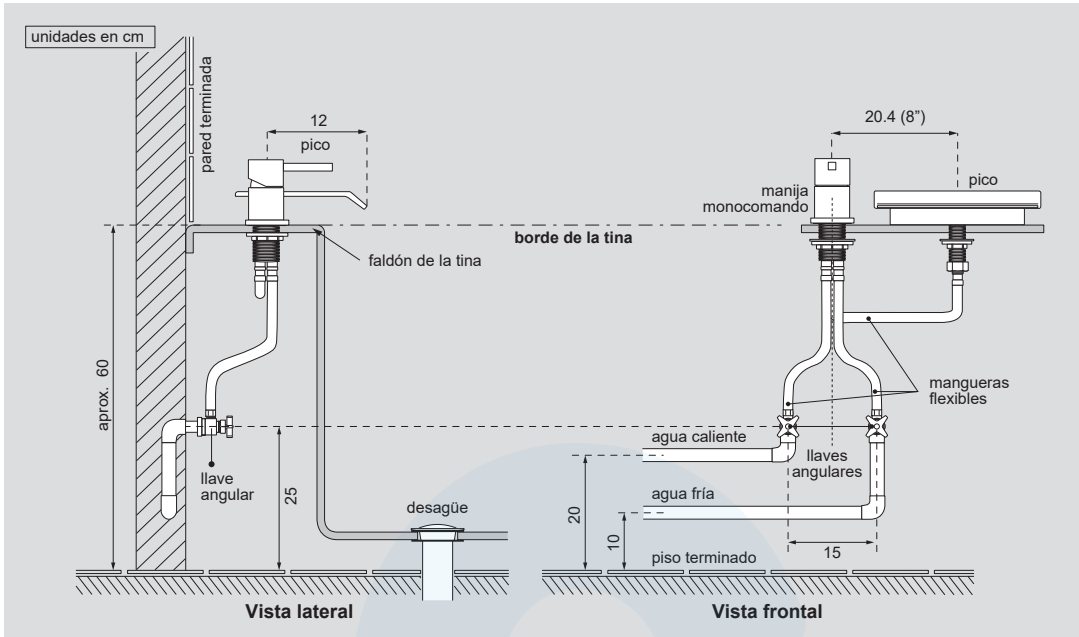 unidades en cm
pared terminada
12
pico
borde de la tina
faldón de la tina
aprox. 60
llave
angular
25
desagüe
Vista lateral
20.4 (8”)
manija
monocomando
pico
mangueras
flexibles
agua caliente
llaves
angulares
agua fría
20
10
15
piso terminado
Vista frontal